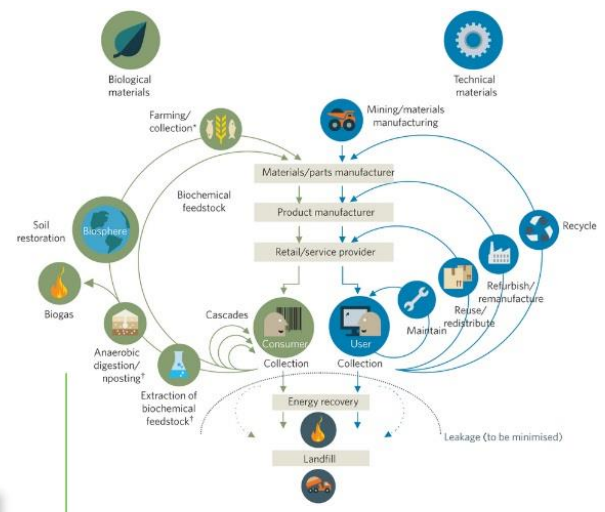 Biological
materials
Technical
materials
Farming/
collection*
Mining/materials
manufacturing
Materials/parts manufacturer
Biochemical
feedstock
Product manufacturer
Soil
restoration
Biosphere
Recycle
Retail/service provider
Refurbish/
remanufacture
Biogas
Reuse/
redistribute
Cascades
Maintain
Consumer
User
Anaerobic
digestion/
nposting†
Collection
Collection
Extraction of
biochemical
feedstock†
Energy recovery
Leakage (to be minimised)
Landfill